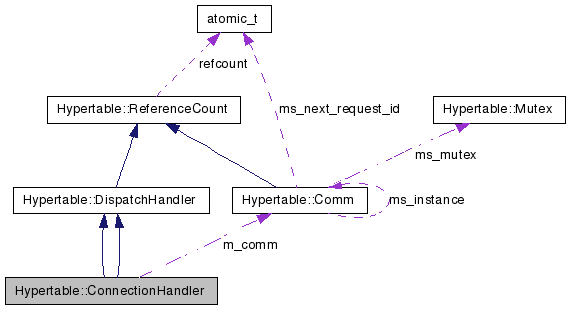 atomic_t
refcount
Hypertable::ReferenceCount
ms_next_request_id
Hypertable::Mutex
ms_mutex
Hypertable::DispatchHandler
Hypertable::Comm
ms_instance
m_comm
Hypertable::ConnectionHandler